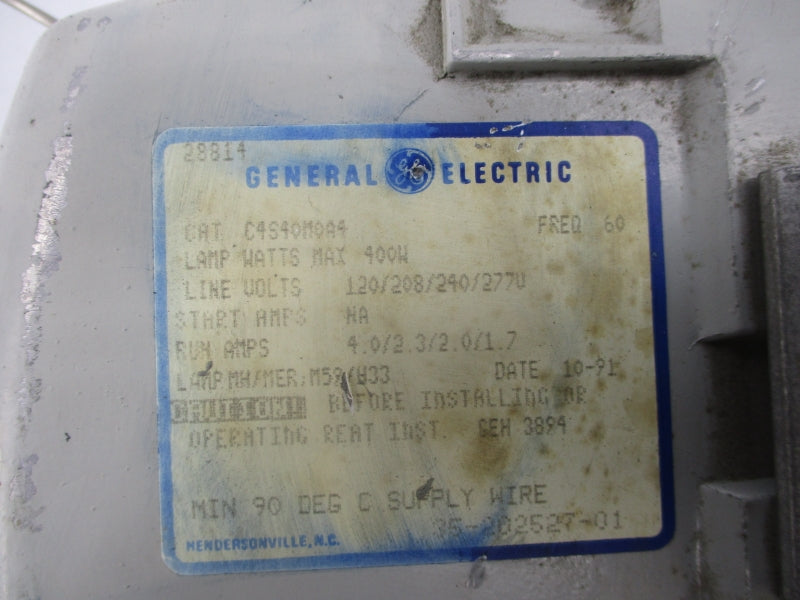 28814
GENERAL GE ELECTRIC
CAT. C4S40M0A4 FREQ 60
LAMP WATTS MAX 400W
LINE VOLTS 120/208/240/277V
START AMPS NA
RUN AMPS 4.0/2.3/2.0/1.7
LAMP MH/MER; M59/H33 DATE 10-91
CAUTION! BEFORE INSTALLING OR
OPERATING REAT INST. GEH 3894
MIN 90 DEG C SUPPLY WIRE
35-202527-01
HENDERSONVILLE, N.C.